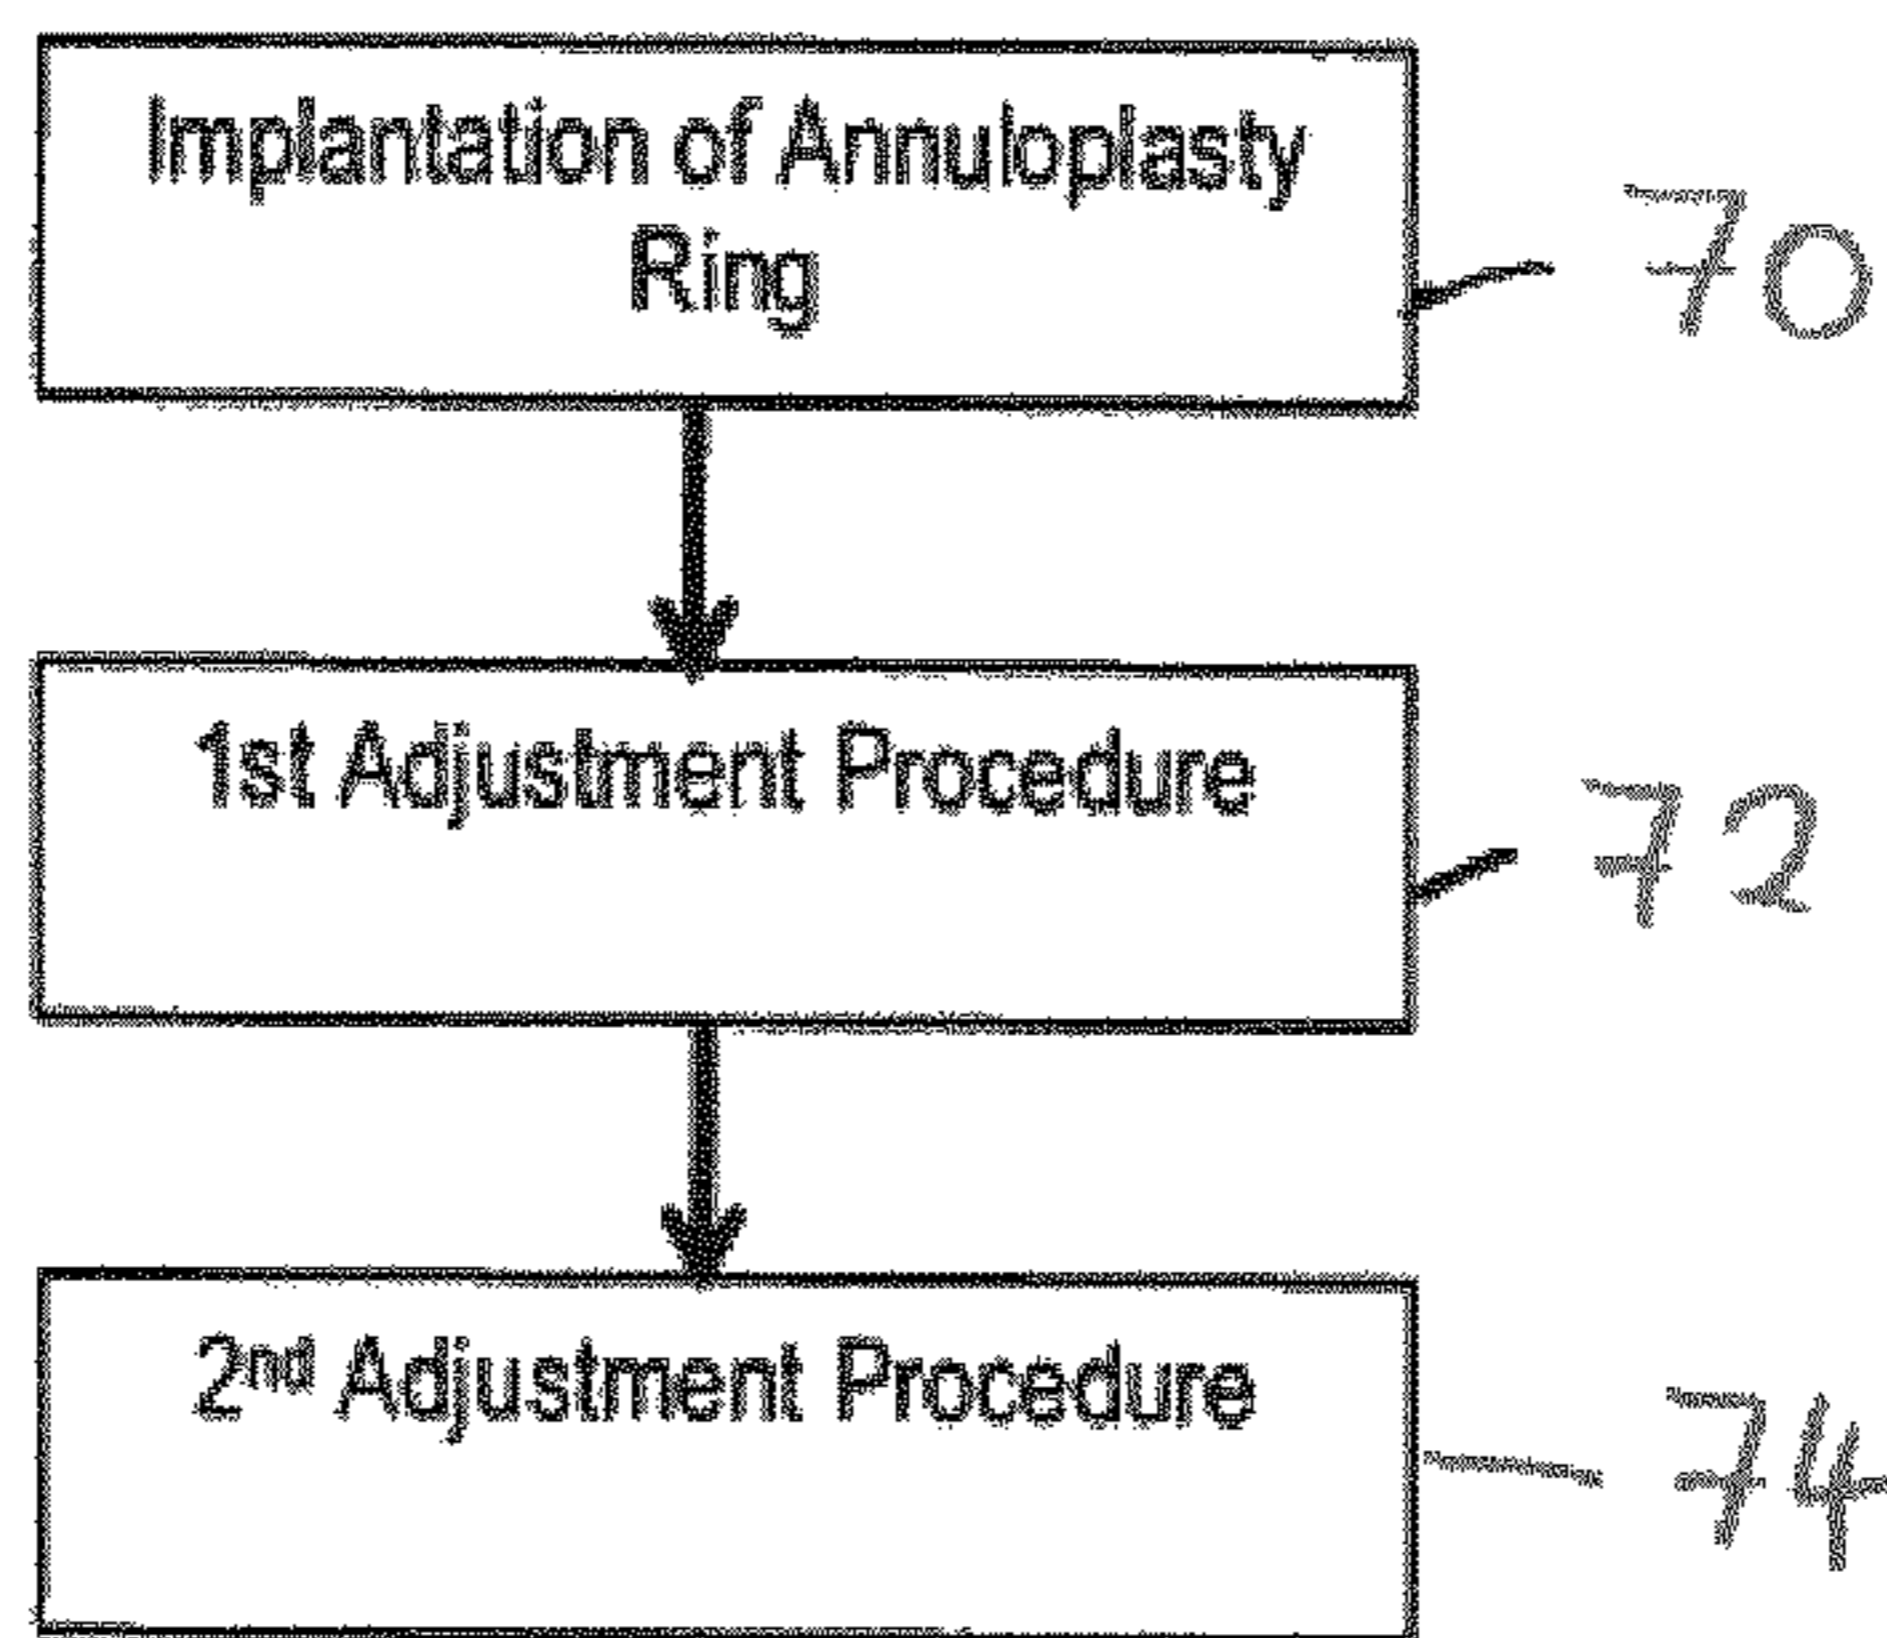 Implantation of Annuloplasty
Ring
70
1st Adjustment Procedure
72
2nd Adjustment Procedure
74